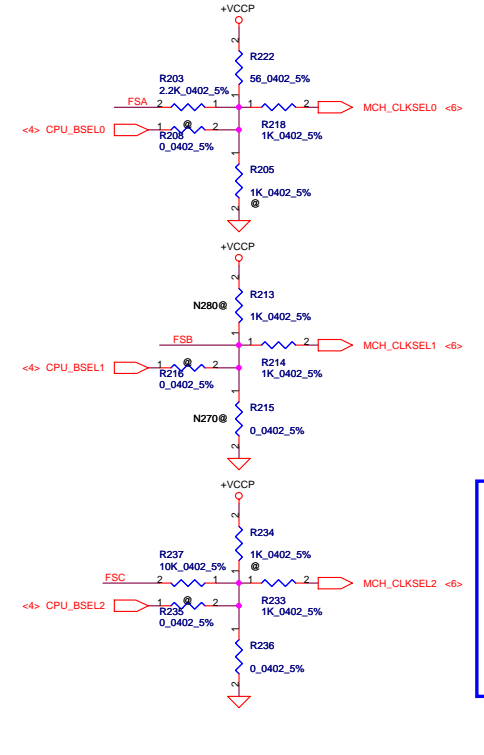 +VCCP
2
R222
R203
56_0402_5%
2.2K_0402_5%
1
FSA 2 1 1 2 MCH_CLKSEL0 <6>
R218
<4> CPU_BSEL0 1 @ 2
R208
1K_0402_5%
0_0402_5%
1
R205
1K_0402_5%
2 @
+VCCP
2
R213
N280@
1K_0402_5%
1
FSB 1 2 MCH_CLKSEL1 <6>
R214
<4> CPU_BSEL1 1 @ 2
R216
1K_0402_5%
0_0402_5%
1
R215
N270@
0_0402_5%
2
+VCCP
2
R234
R237
1K_0402_5%
10K_0402_5%
@
1
FSC 2 1 1 2 MCH_CLKSEL2 <6>
R233
<4> CPU_BSEL2 1 @ 2
R235
1K_0402_5%
0_0402_5%
1
R236
0_0402_5%
2